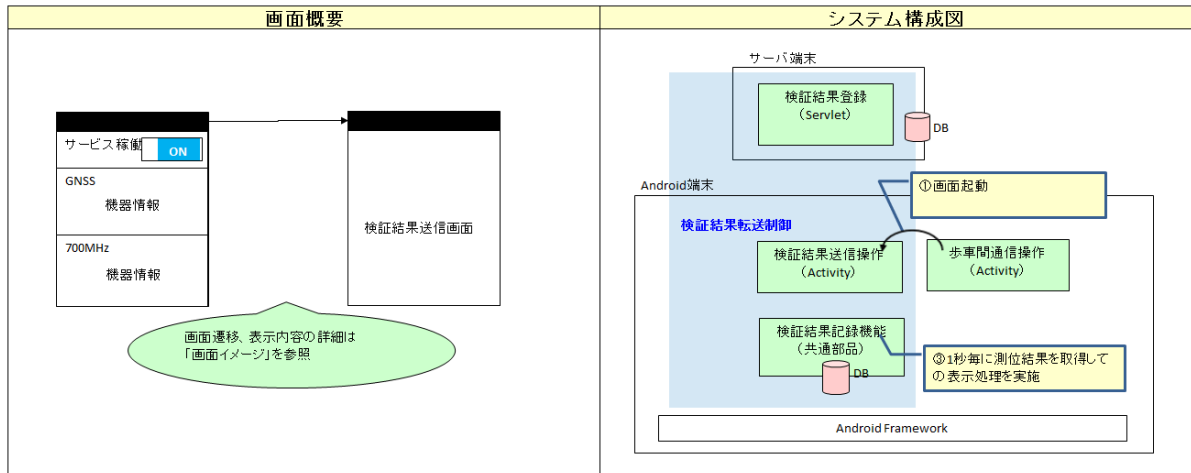 画面概要
システム構成図
サービス稼働
ON
GNSS
機器情報
700MHz
機器情報
検証結果送信画面
画面遷移、表示内容の詳細は
「画面イメージ」を参照
サーバ端末
検証結果登録
(Servlet)
DB
Android端末
①画面起動
検証結果転送制御
検証結果送信操作
(Activity)
歩車間通信操作
(Activity)
検証結果記録機能
(共通部品)
DB
③1秒毎に測位結果を取得して
の表示処理を実施
Android Framework